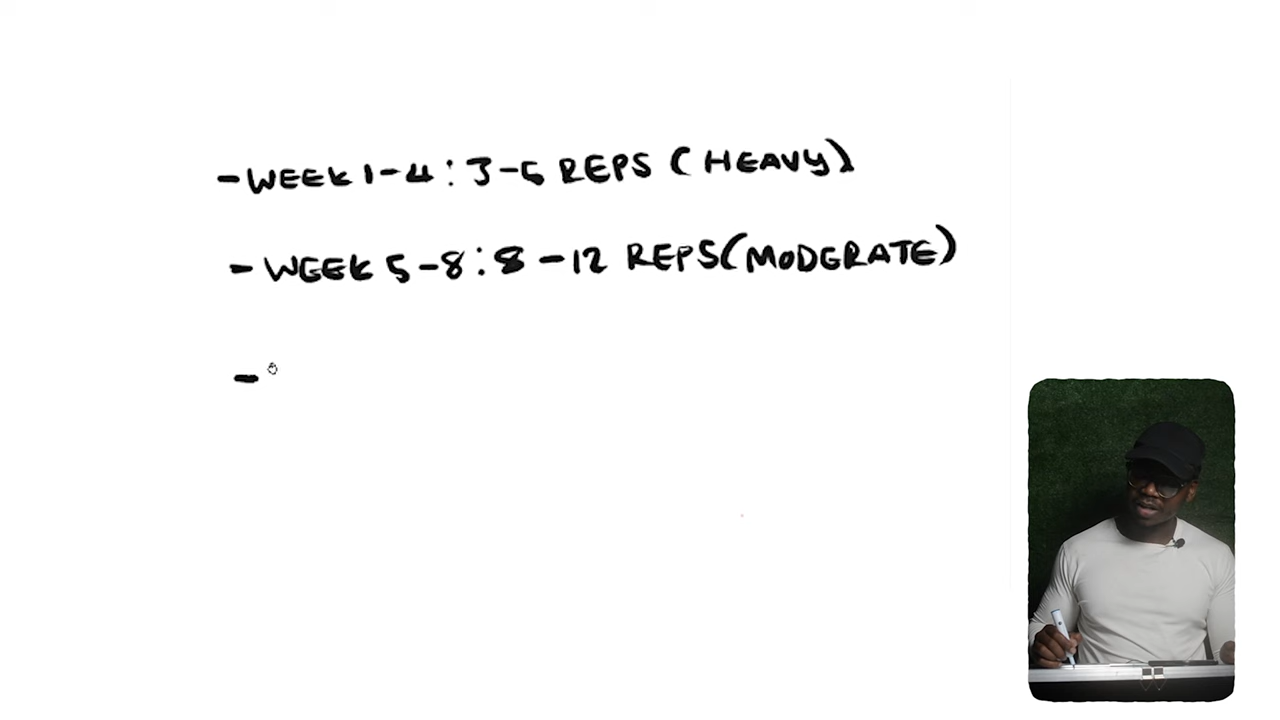 - WEEK 1-4: 3-5 REPS (HEAVY)
- WEEK 5-8: 8-12 REPS (MODERATE)
-